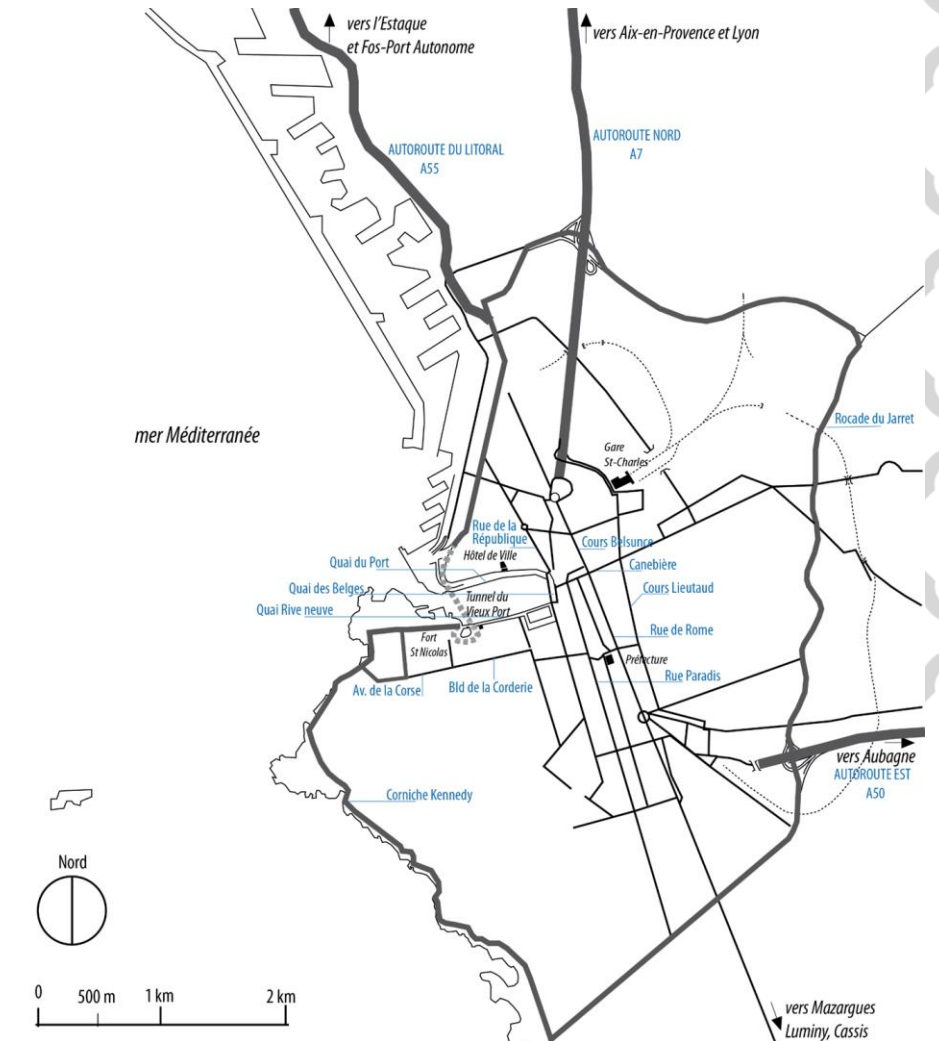 vers l'Estaque
et Fos-Port Autonome
vers Aix-en-Provence et Lyon
AUTOROUTE DU LITORAL
A55
AUTOROUTE NORD
A7
mer Méditerranée
Rocade du Jarret
Gare
St-Charles
Rue de la
République
Cours Belsunce
Hôtel de Ville
Quai du Port
Canebière
Quai des Belges
Cours Lieutaud
Tunnel du
Vieux Port
Quai Rive neuve
Rue de Rome
Fort
St Nicolas
Préfecture
Rue Paradis
Av. de la Corse
Bld de la Corderie
vers Aubagne
AUTOROUTE EST
A50
Corniche Kennedy
Nord
0 500 m 1 km 2 km
vers Mazargues
Luminy, Cassis